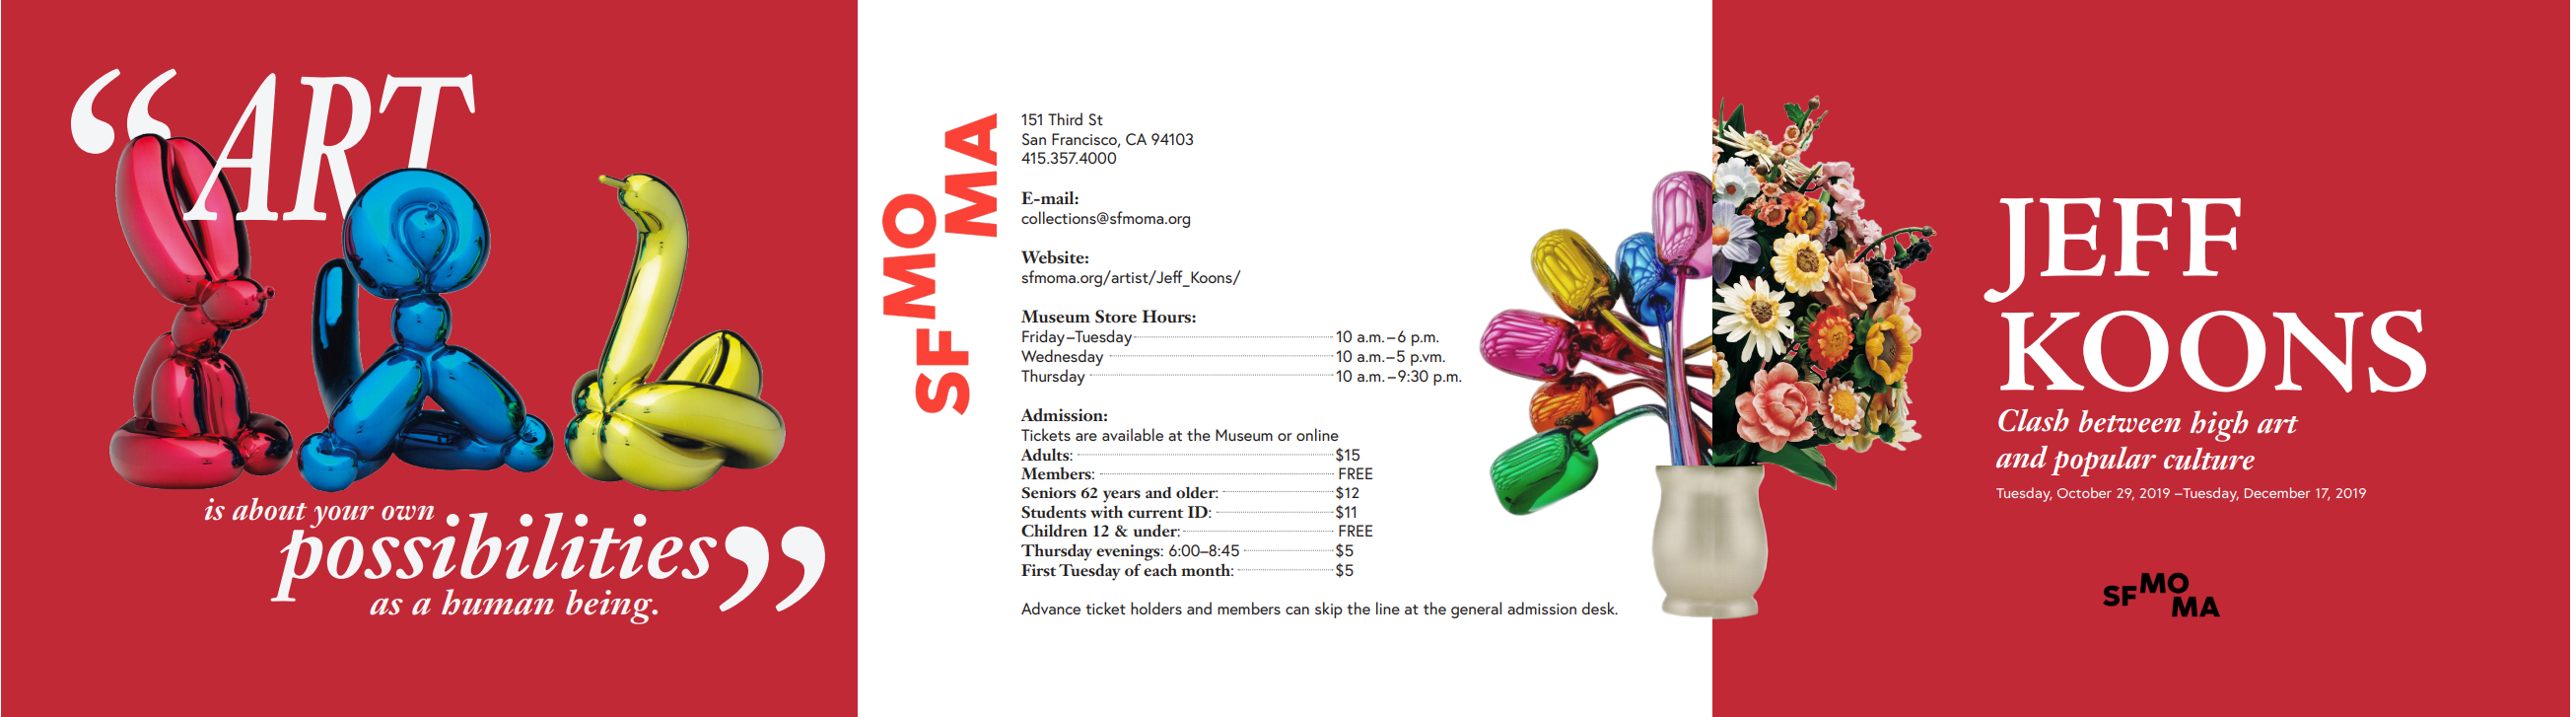 “ART
is about your own
possibilities”
as a human being.
SFMOMA
151 Third St
San Francisco, CA 94103
415.357.4000
E-mail:
collections@sfmoma.org
Website:
sfmoma.org/artist/Jeff_Koons/
Museum Store Hours:
Friday–Tuesday 10 a.m.–6 p.m.
Wednesday 10 a.m.–5 p.vm.
Thursday 10 a.m.–9:30 p.m.
Admission:
Tickets are available at the Museum or online
Adults: $15
Members: FREE
Seniors 62 years and older: $12
Students with current ID: $11
Children 12 & under: FREE
Thursday evenings: 6:00–8:45 $5
First Tuesday of each month: $5
Advance ticket holders and members can skip the line at the general admission desk.
JEFF
KOONS
Clash between high art
and popular culture
Tuesday, October 29, 2019 –Tuesday, December 17, 2019
SFMOMA